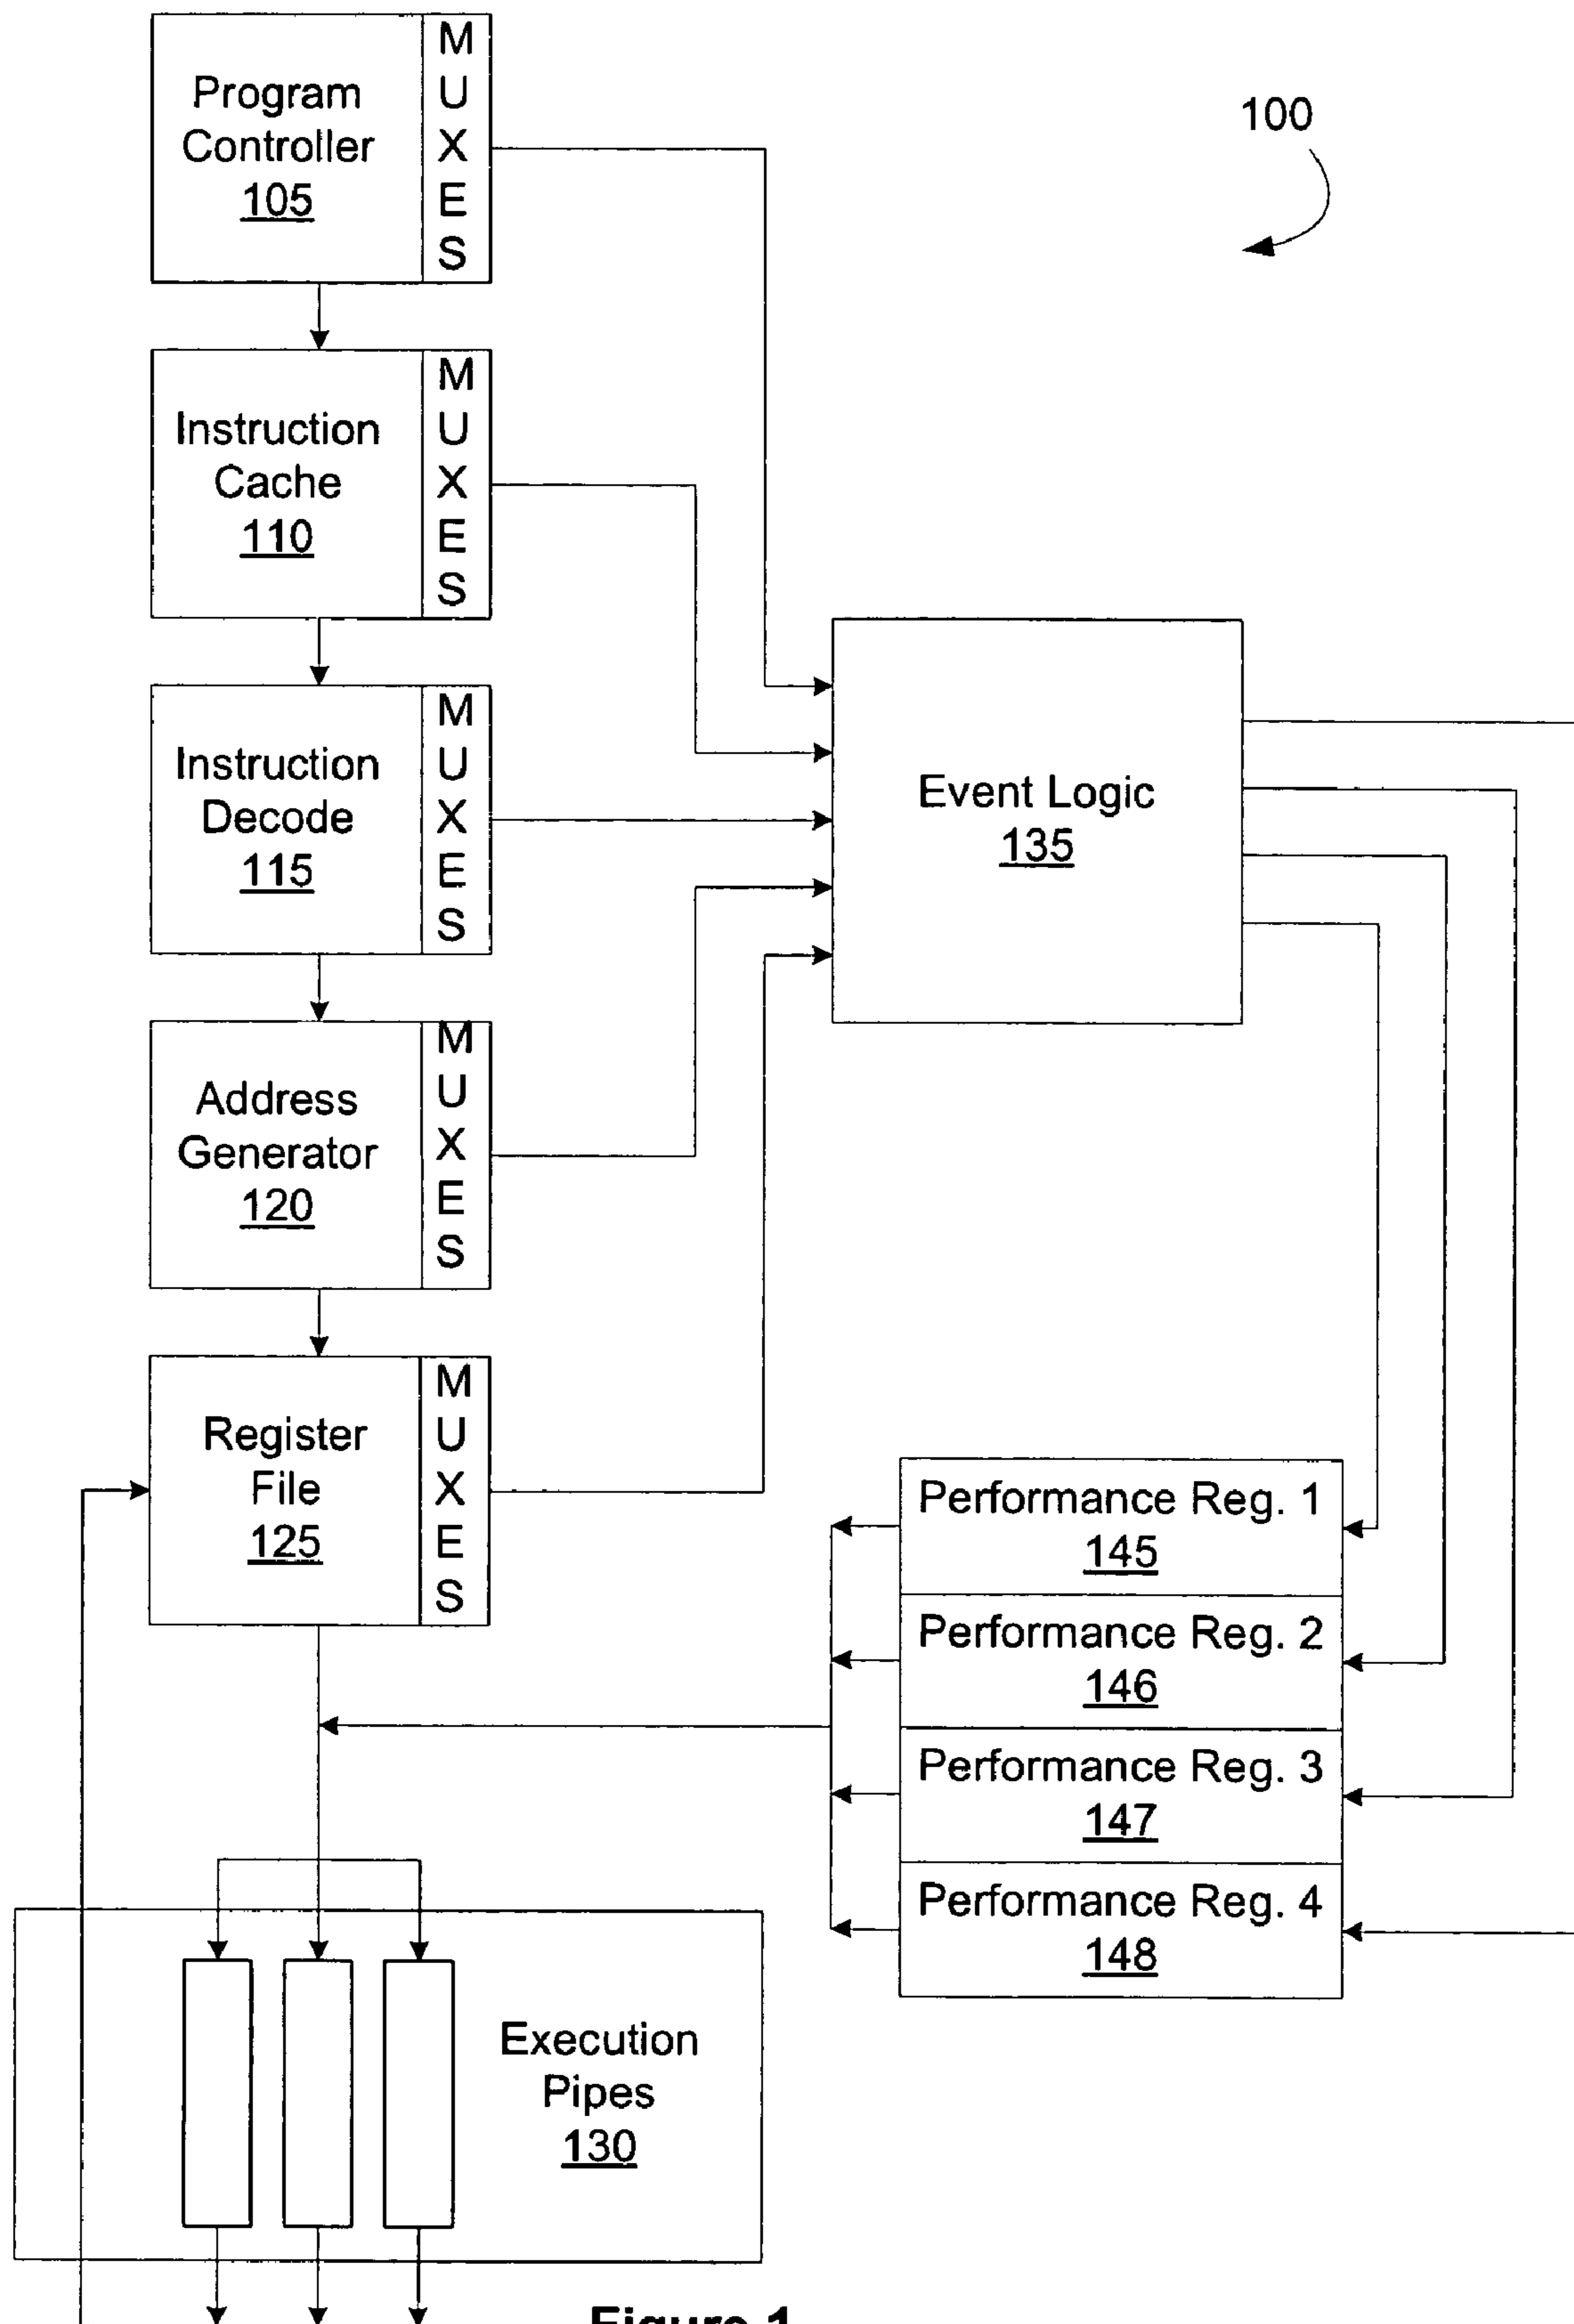 Program
Controller
105
MUXES
100
Instruction
Cache
110
MUXES
Instruction
Decode
115
MUXES
Event Logic
135
Address
Generator
120
MUXES
Register
File
125
MUXES
Performance Reg. 1
145
Performance Reg. 2
146
Performance Reg. 3
147
Performance Reg. 4
148
Execution
Pipes
130
Figure 1